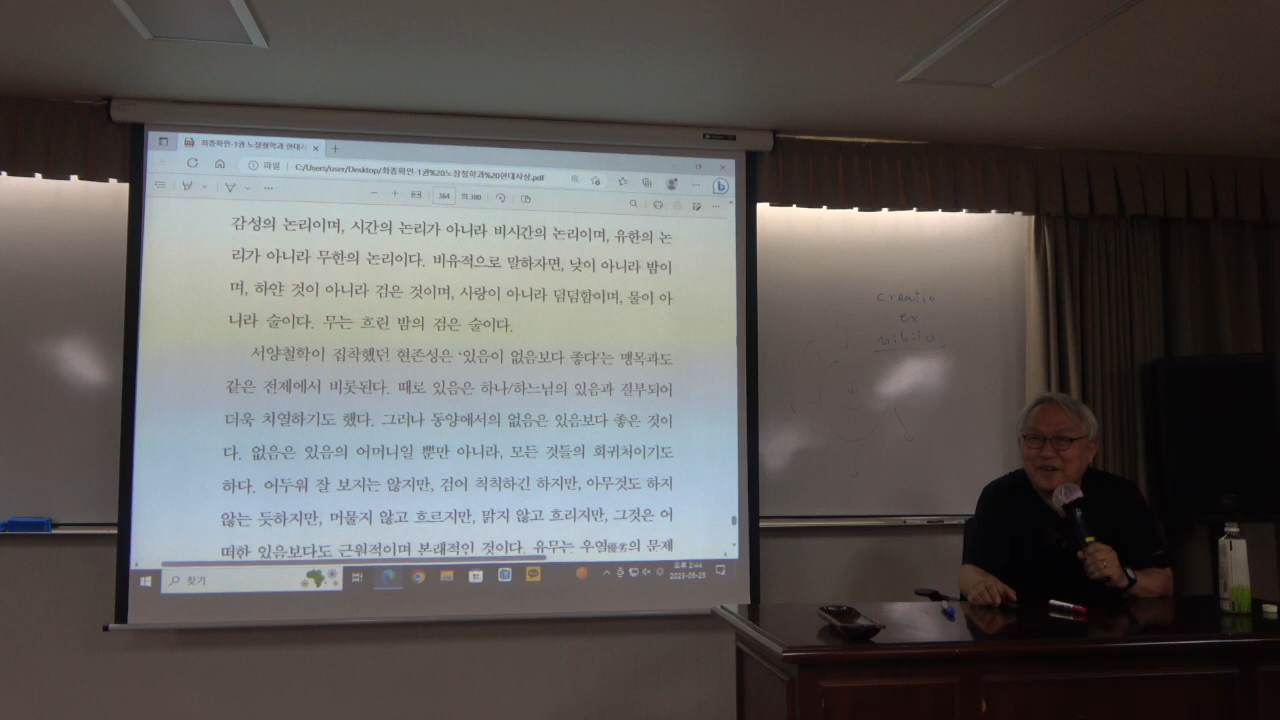 최종확인-1권 노장철학과 현대사
파일 C:/Users/user/Desktop/최종확인-1권%20노장철학과%20현대사상.pdf
364 의 380
감성의 논리이며, 시간의 논리가 아니라 비시간의 논리이며, 유한의 논
리가 아니라 무한의 논리이다. 비유적으로 말하자면, 낮이 아니라 밤이
며, 하얀 것이 아니라 검은 것이며, 사랑이 아니라 덤덤함이며, 물이 아
니라 술이다. 무는 흐린 밤의 검은 술이다.
서양철학이 집착했던 현존성은 ‘있음이 없음보다 좋다’는 맹목과도
같은 전제에서 비롯된다. 때로 있음은 하나/하느님의 있음과 결부되어
더욱 치열하기도 했다. 그러나 동양에서의 없음은 있음보다 좋은 것이
다. 없음은 있음의 어머니일 뿐만 아니라, 모든 것들의 회귀처이기도
하다. 어두워 잘 보지는 않지만, 검어 칙칙하긴 하지만, 아무것도 하지
않는 듯하지만, 머물지 않고 흐르지만, 맑지 않고 흐리지만, 그것은 어
떠한 있음보다도 근원적이며 본래적인 것이다. 유무는 우열優劣의 문제
찾기
오후 2:44
2023-05-25
creatio
ex
nihilo